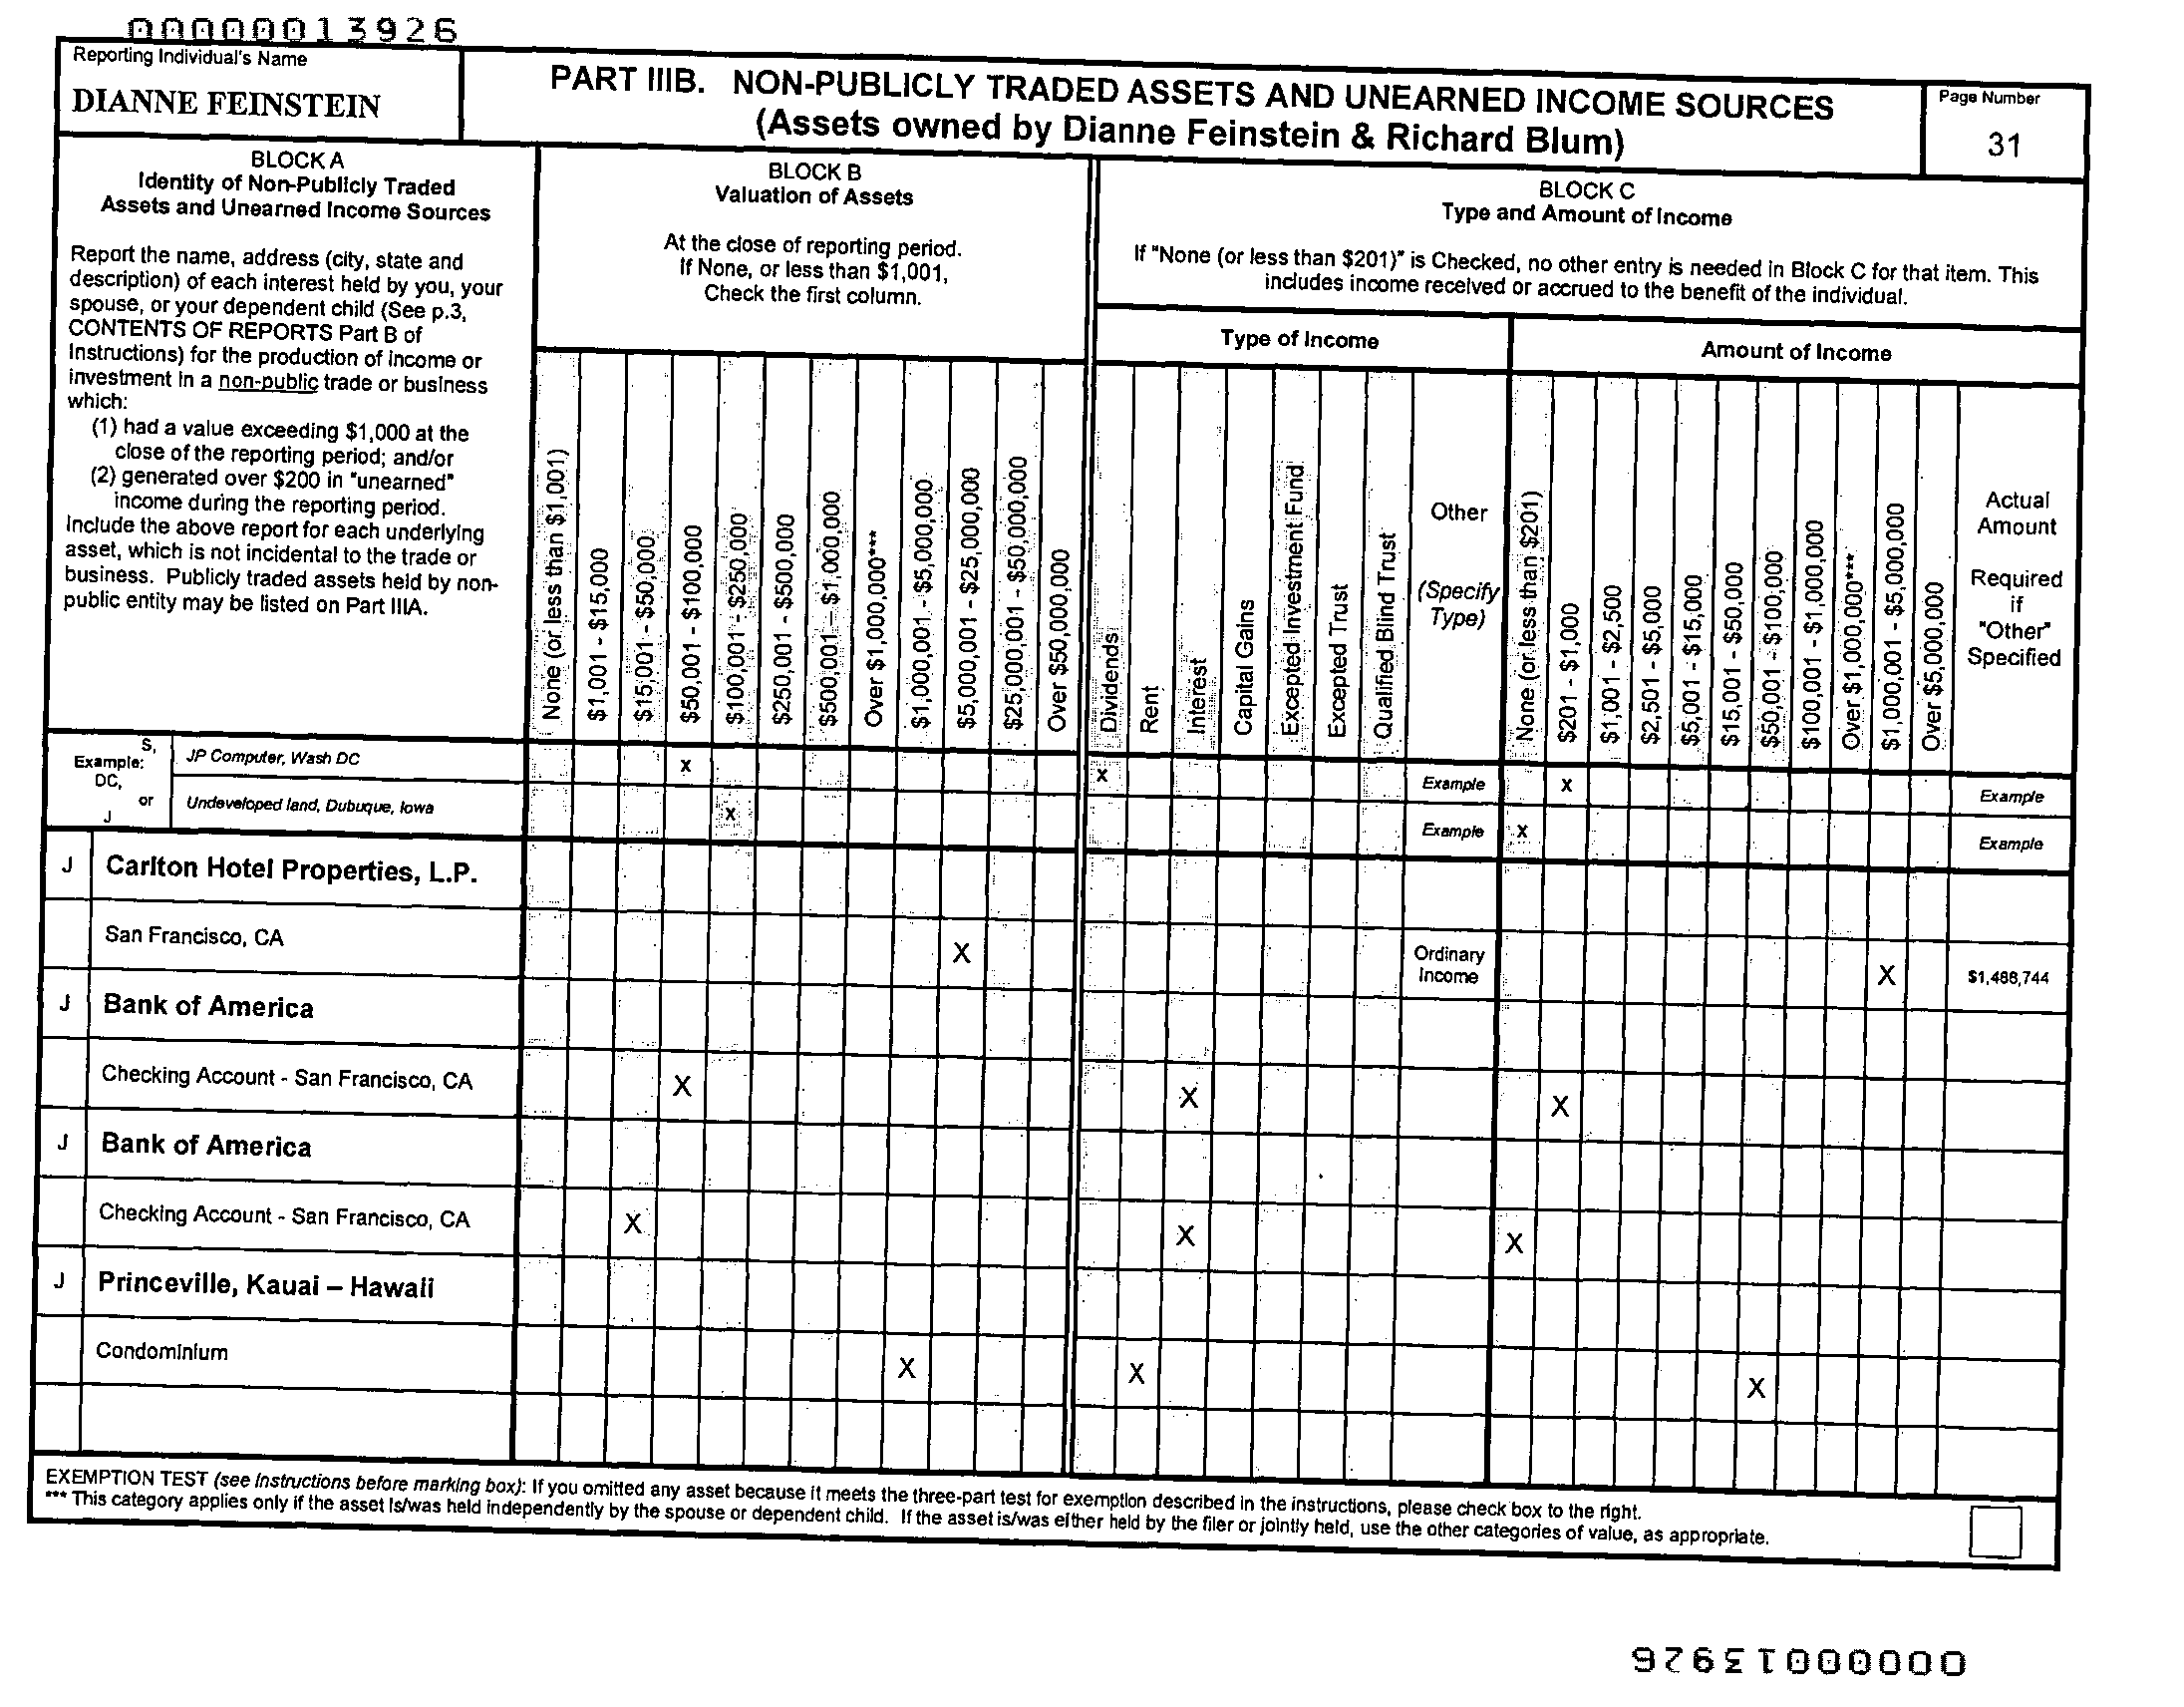 00000013926
Reporting Individual's Name
DIANNE FEINSTEIN
PART IIIB. NON-PUBLICLY TRADED ASSETS AND UNEARNED INCOME SOURCES
(Assets owned by Dianne Feinstein & Richard Blum)
Page Number
31
BLOCK A
Identity of Non-Publicly Traded
Assets and Unearned Income Sources
Report the name, address (city, state and
description) of each interest held by you, your
spouse, or your dependent child (See p.3,
CONTENTS OF REPORTS Part B of
Instructions) for the production of income or
investment in a non-public trade or business
which:
(1) had a value exceeding $1,000 at the
close of the reporting period; and/or
(2) generated over $200 in "unearned"
income during the reporting period.
Include the above report for each underlying
asset, which is not incidental to the trade or
business. Publicly traded assets held by non-
public entity may be listed on Part IIIA.
BLOCK B
Valuation of Assets
At the close of reporting period.
If None, or less than $1,001,
Check the first column.
BLOCK C
Type and Amount of Income
If "None (or less than $201)" is Checked, no other entry is needed in Block C for that item. This
includes income received or accrued to the benefit of the individual.
Type of Income
Amount of Income
None (or less than $1,001)
$1,001 - $15,000
$15,001 - $50,000
$50,001 - $100,000
$100,001 - $250,000
$250,001 - $500,000
$500,001 - $1,000,000
Over $1,000,000***
$1,000,001 - $5,000,000
$5,000,001 - $25,000,000
$25,000,001 - $50,000,000
Over $50,000,000
Dividends
Rent
Interest
Capital Gains
Excepted Investment Fund
Excepted Trust
Qualified Blind Trust
Other
(Specify
Type)
None (or less than $201)
$201 - $1,000
$1,001 - $2,500
$2,501 - $5,000
$5,001 - $15,000
$15,001 - $50,000
$50,001 - $100,000
$100,001 - $1,000,000
Over $1,000,000***
$1,000,001 - $5,000,000
Over $5,000,000
Actual
Amount
Required
if
"Other"
Specified
Example:
S,
DC,
or
J
JP Computer, Wash DC
X
X
Example
X
Example
Undeveloped land, Dubuque, Iowa
X
Example
X
Example
J Carlton Hotel Properties, L.P.
San Francisco, CA
X
Ordinary
Income
X
$1,488,744
J Bank of America
Checking Account - San Francisco, CA
X
X
X
J Bank of America
Checking Account - San Francisco, CA
X
X
X
J Princeville, Kauai – Hawaii
Condominium
X
X
X
EXEMPTION TEST (see instructions before marking box): If you omitted any asset because it meets the three-part test for exemption described in the instructions, please check box to the right.
*** This category applies only if the asset is/was held independently by the spouse or dependent child. If the asset is/was either held by the filer or jointly held, use the other categories of value, as appropriate.
00000013926